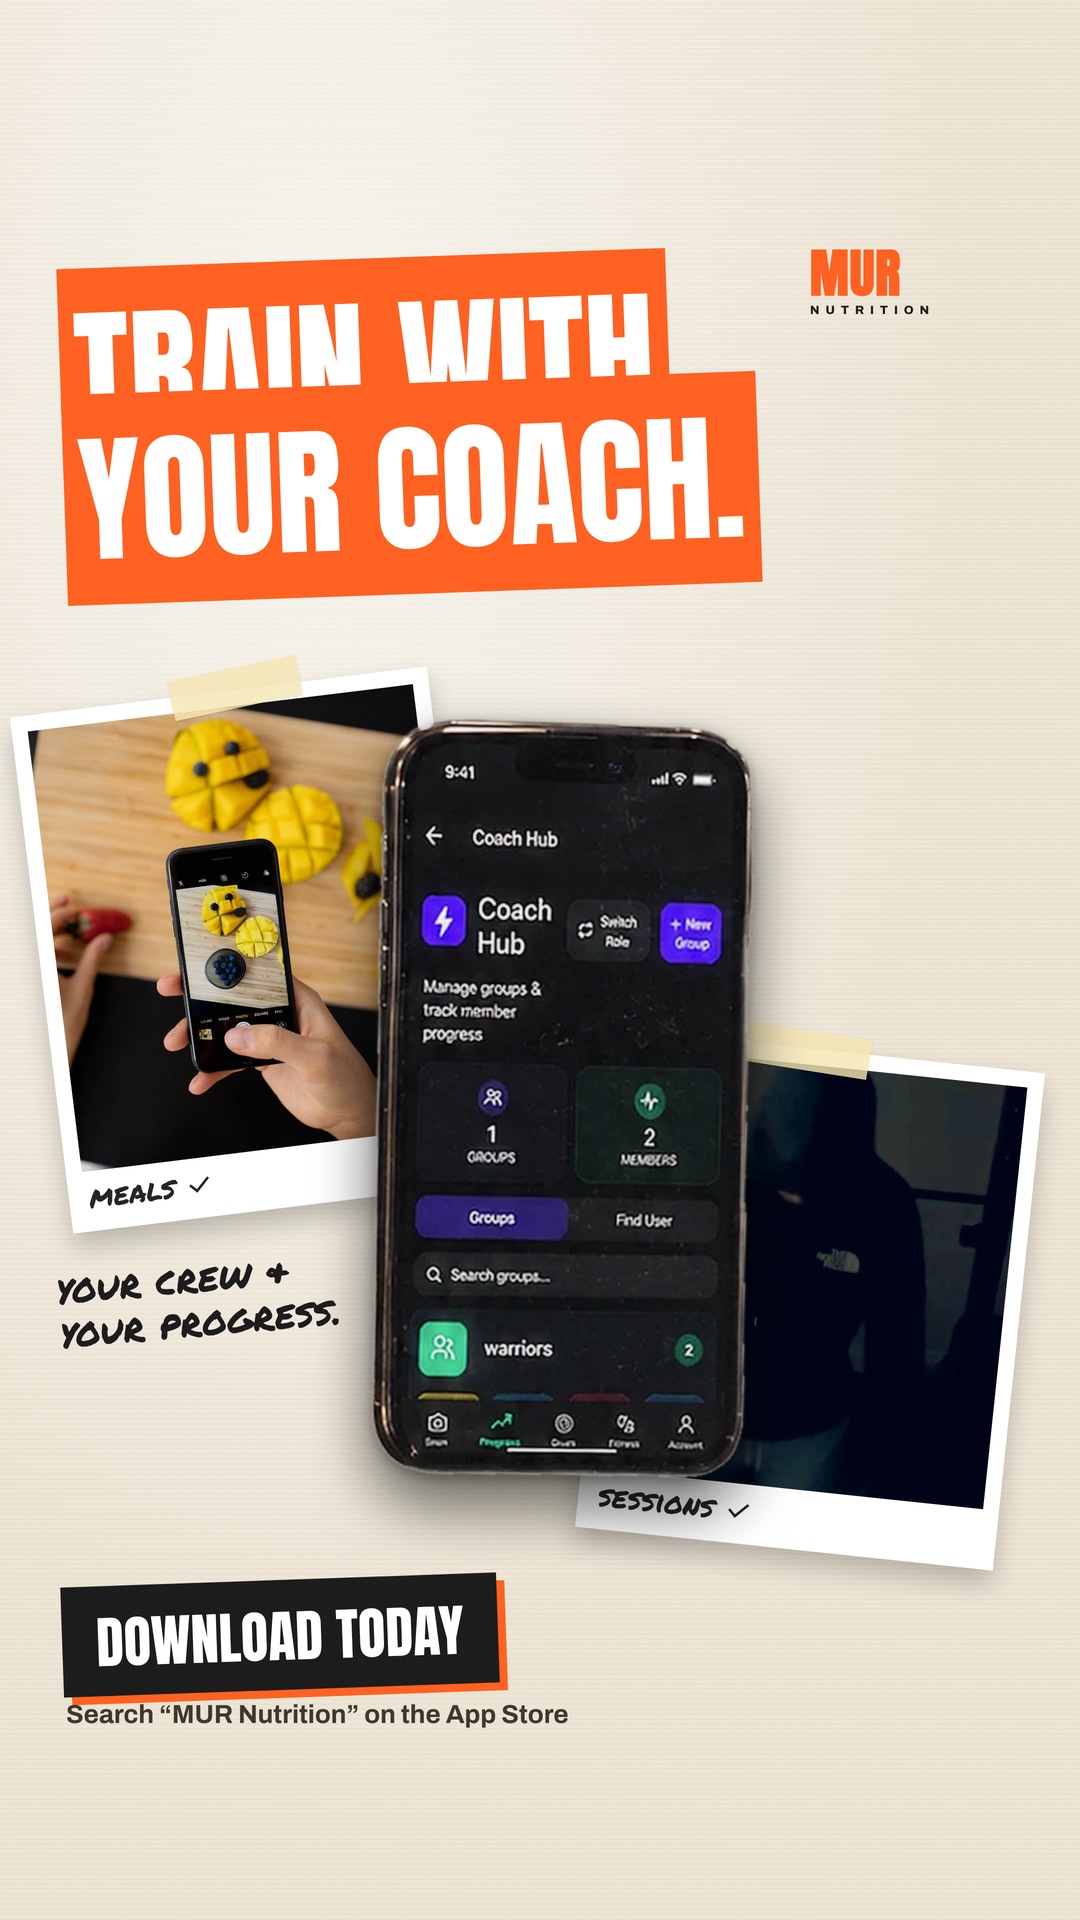 MUR
NUTRITION
TRAIN WITH
YOUR COACH.
9:41
Coach Hub
Coach
Hub
Switch
Role
+ New
Group
Manage groups &
track member
progress
1
GROUPS
2
MEMBERS
Groups
Find User
Search groups...
warriors
2
Progress
Account
MEALS ✓
YOUR CREW &
YOUR PROGRESS.
SESSIONS ✓
DOWNLOAD TODAY
Search “MUR Nutrition” on the App Store